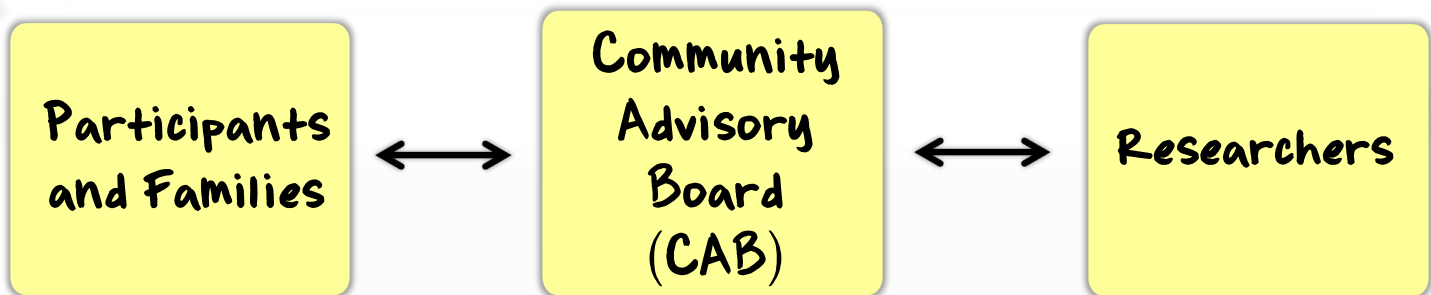 Participants
and Families
Community
Advisory
Board
(CAB)
Researchers